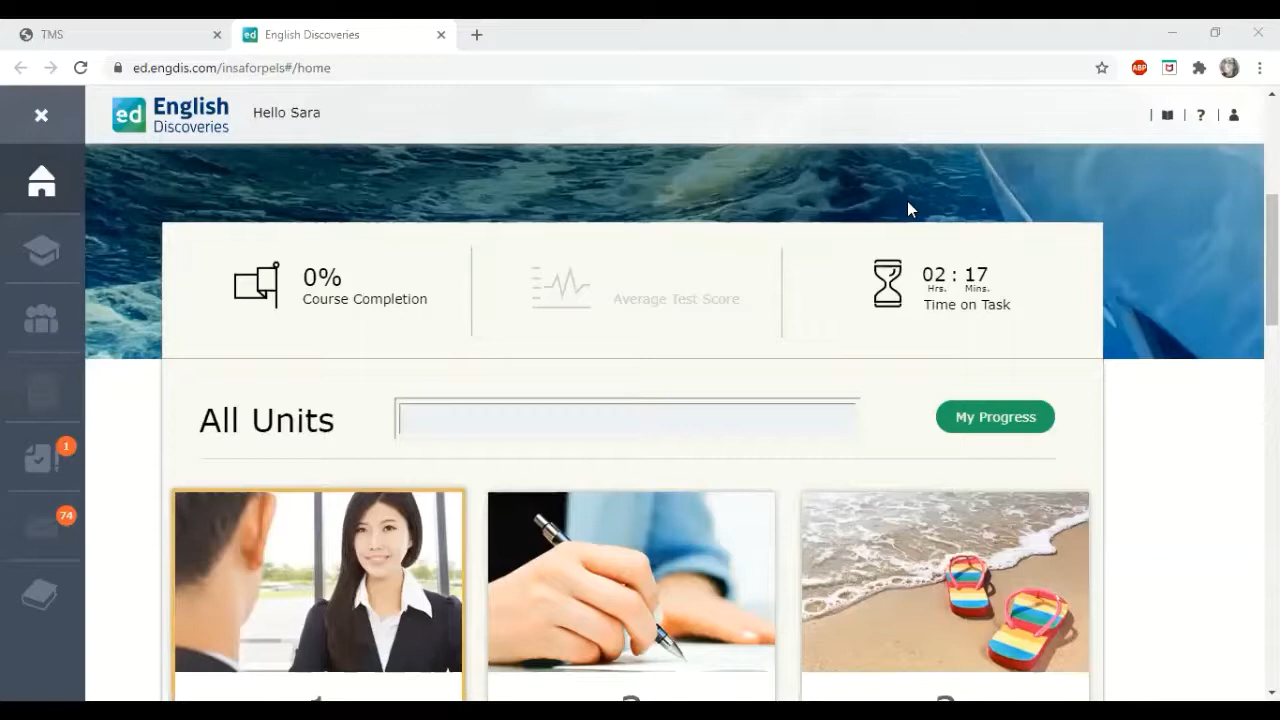 TMS
English Discoveries
ed.engdis.com/insaforpels#/home
ABP
ed English Discoveries
Hello Sara
?
0%
Course Completion
Average Test Score
02 : 17
Hrs. Mins.
Time on Task
1
74
All Units
My Progress